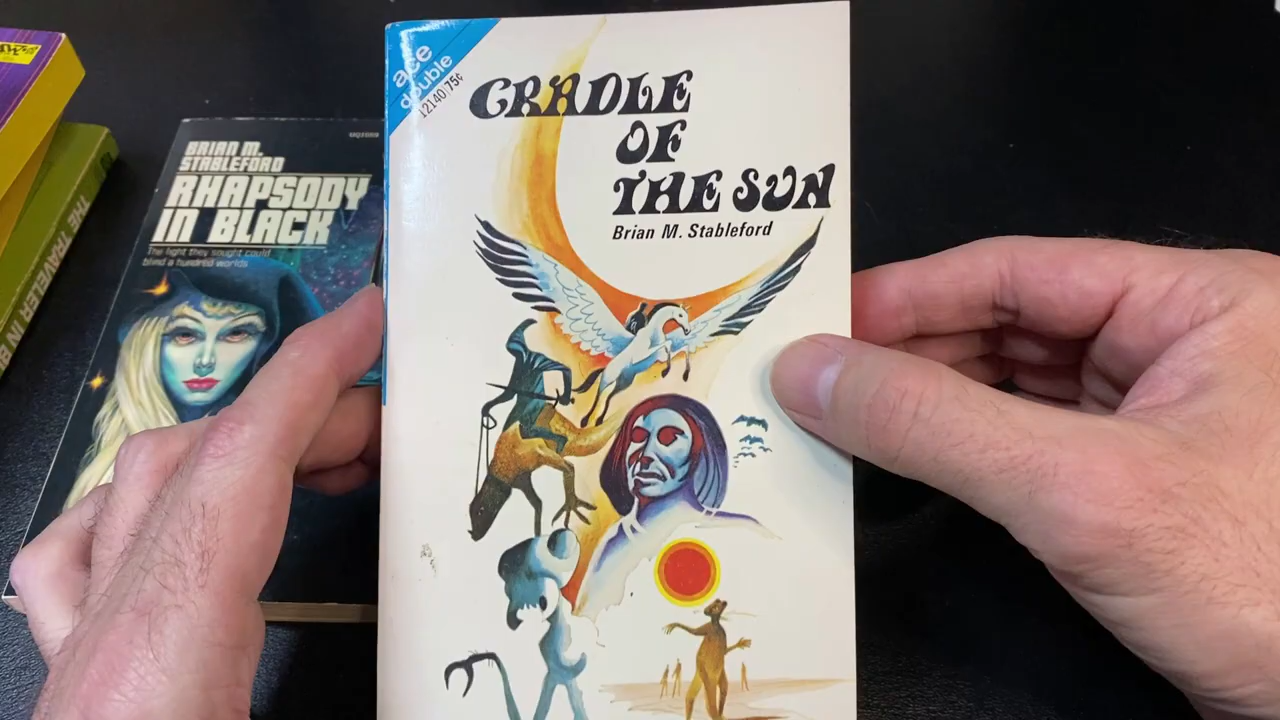 ace
double
12140 75¢
CRADLE
OF
THE SUN
Brian M. Stableford
BRIAN M.
STABLEFORD
RHAPSODY
IN BLACK
The light they sought could
blind a hundred worlds
THE TRAVELER IN B